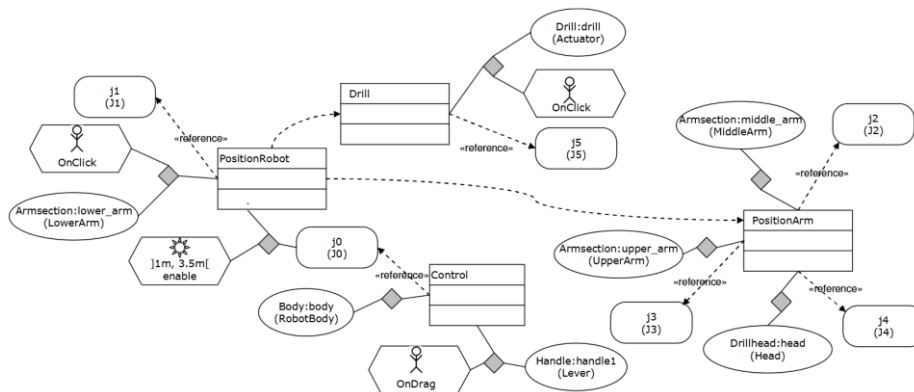 Drill:drill
(Actuator)
OnClick
Drill
j1
(J1)
«reference»
OnClick
PositionRobot
Armsection:lower_arm
(LowerArm)
]1m, 3.5m[
enable
j0
(J0)
«reference»
j5
(J5)
«reference»
Control
Body:body
(RobotBody)
OnDrag
Handle:handle1
(Lever)
Armsection:middle_arm
(MiddleArm)
j2
(J2)
«reference»
PositionArm
Armsection:upper_arm
(UpperArm)
«reference»
j3
(J3)
«reference»
j4
(J4)
Drillhead:head
(Head)